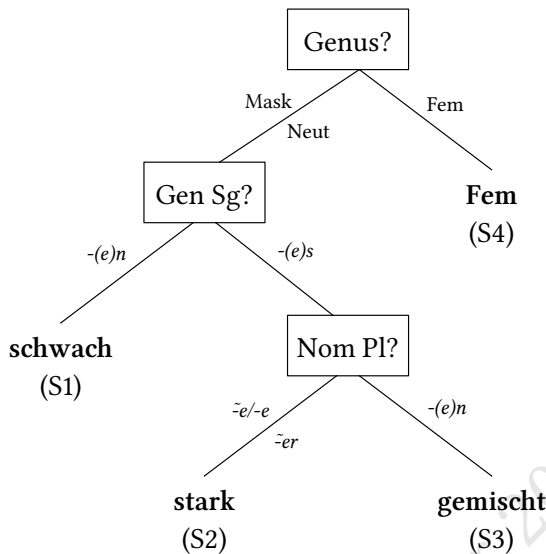 Genus?
Mask
Neut
Fem
Gen Sg?
Fem
(S4)
-(e)n
-(e)s
schwach
(S1)
Nom Pl?
-̈e/-e
-̈er
-(e)n
stark
(S2)
gemischt
(S3)